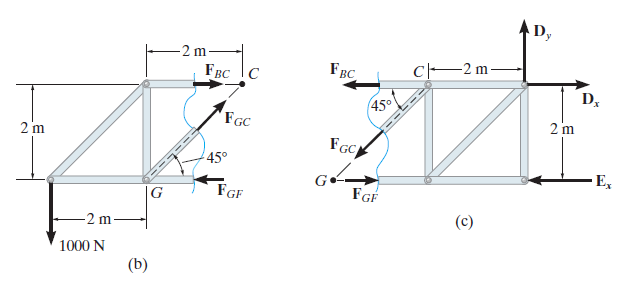 2 m
F_BC
C
F_GC
2 m
45°
G
F_GF
2 m
1000 N
(b)
D_y
F_BC
C
2 m
D_x
45°
2 m
F_GC
G
F_GF
E_x
(c)